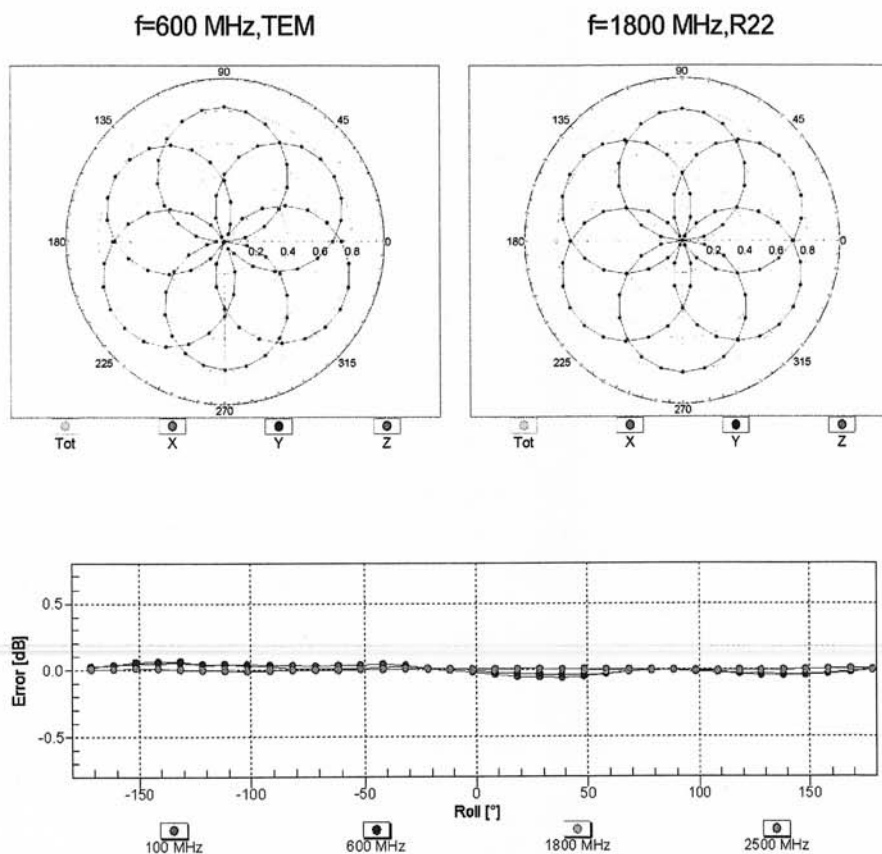 f=600 MHz,TEM
f=1800 MHz,R22
90
135
45
180
0.2 0.4 0.6 0.8
0
225
315
270
Tot
X
Y
Z
90
135
45
180
0.2 0.4 0.6 0.8
0
225
315
270
Tot
X
Y
Z
Error [dB]
0.5
0.0
-0.5
-150
-100
-50
0
50
100
150
Roll [°]
100 MHz
600 MHz
1800 MHz
2500 MHz